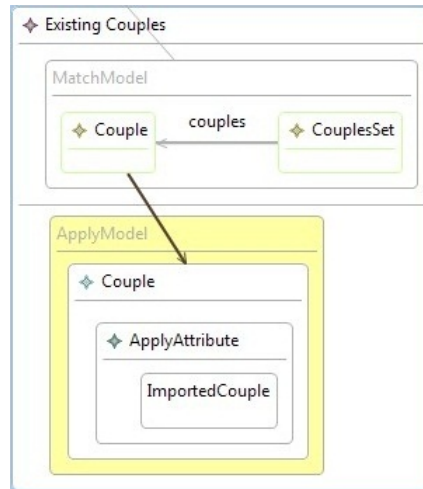 Existing Couples
MatchModel
Couple
couples
CouplesSet
ApplyModel
Couple
ApplyAttribute
ImportedCouple